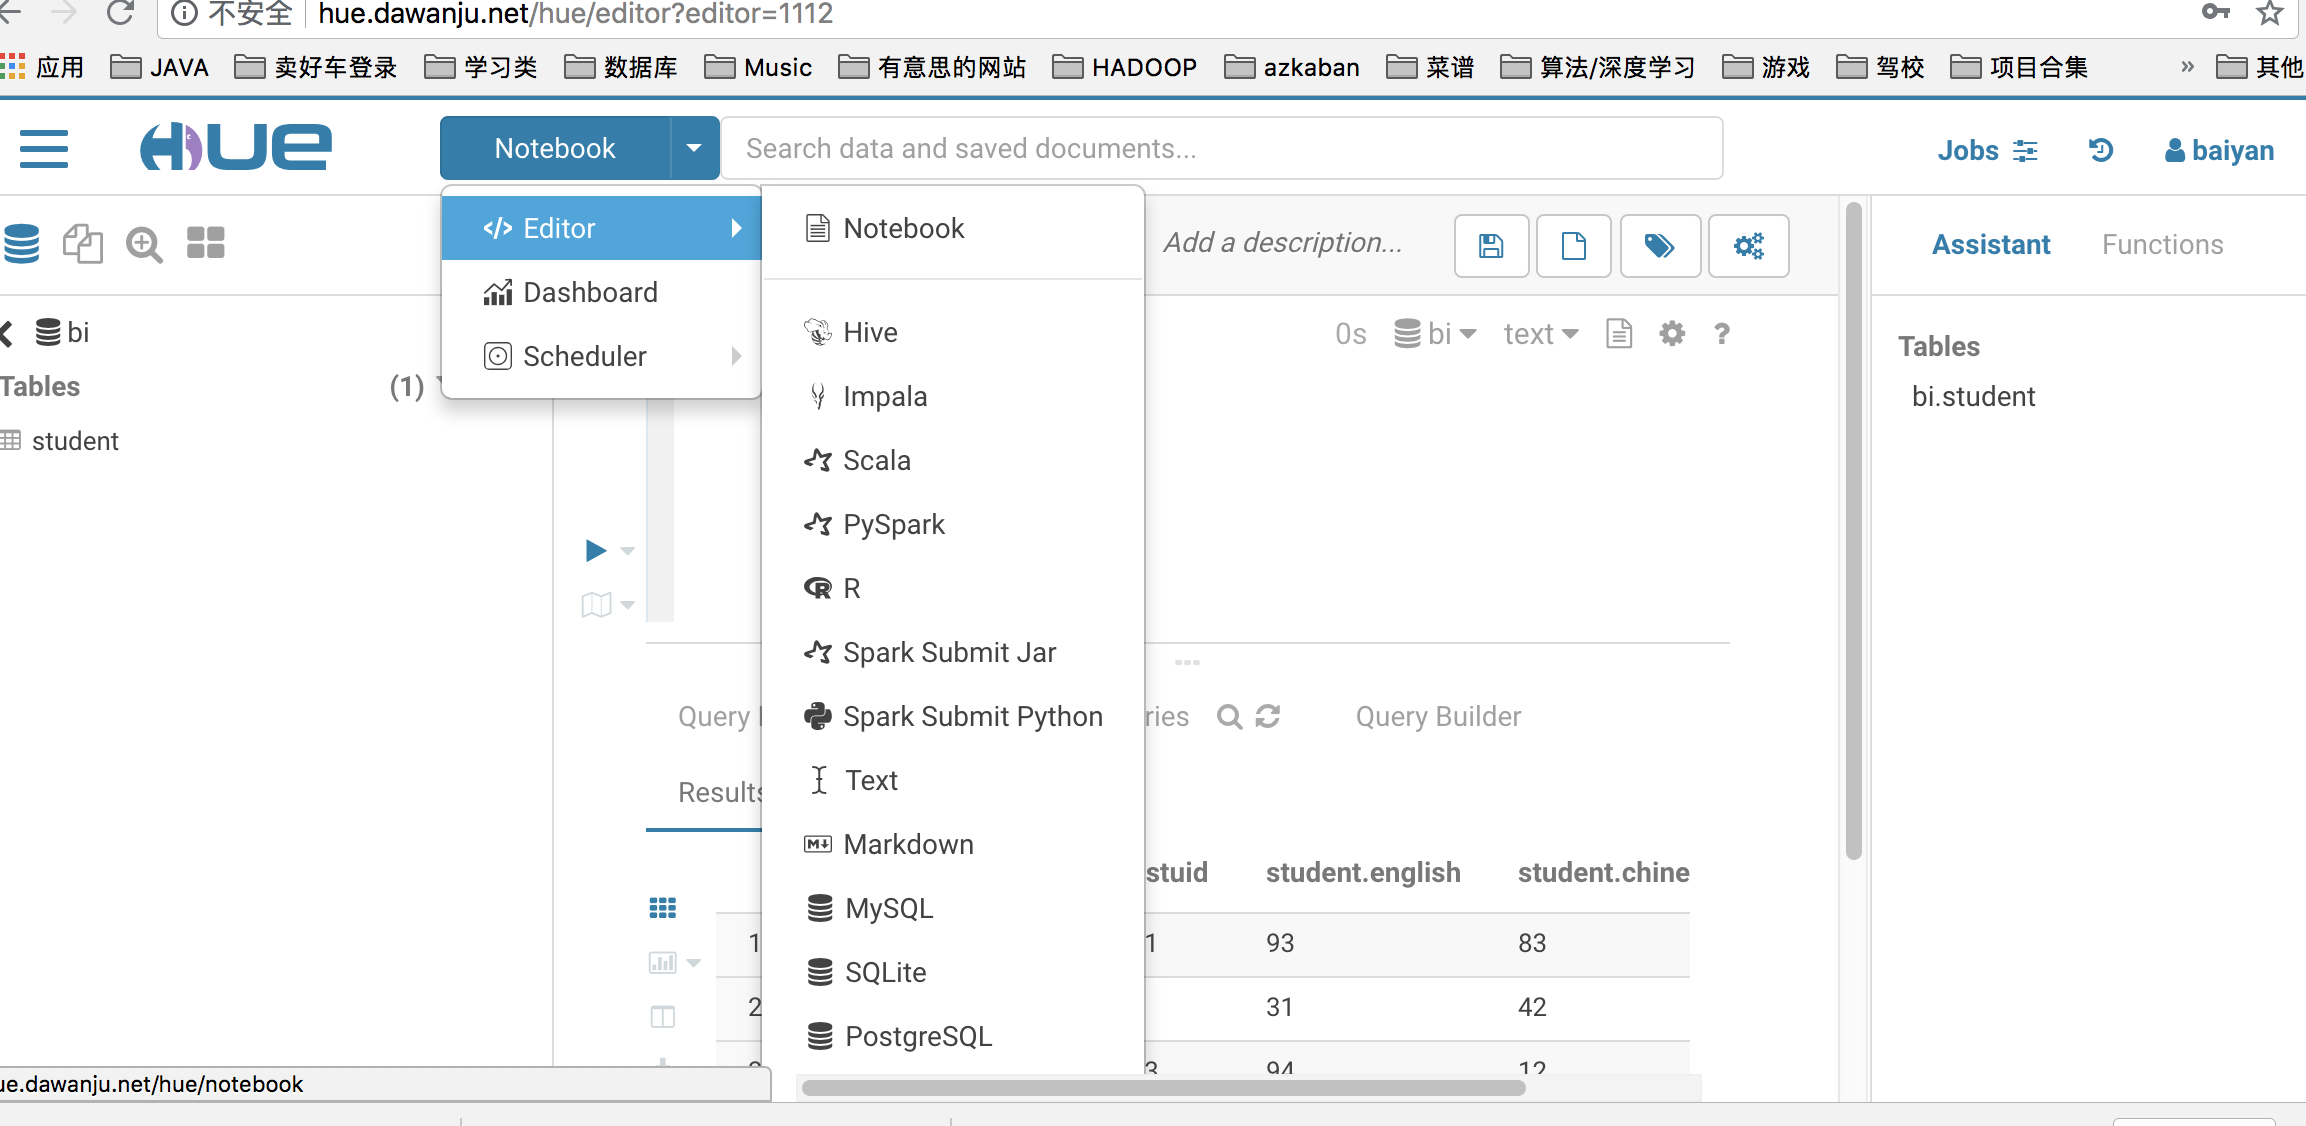 不安全 hue.dawanju.net/hue/editor?editor=1112
应用 JAVA 卖好车登录 学习类 数据库 Music 有意思的网站 HADOOP azkaban 菜谱 算法/深度学习 游戏 驾校 项目合集 » 其他
HUE Notebook Search data and saved documents... Jobs baiyan
</> Editor Notebook Add a description... Assistant Functions
Dashboard
bi Hive 0s bi text ? Tables
Scheduler
Tables (1) Impala bi.student
student Scala
PySpark
R
Spark Submit Jar
Query Spark Submit Python ries Query Builder
Results Text
Markdown
stuid student.english student.chine
MySQL
1 1 93 83
SQLite
2 31 42
PostgreSQL
3 94 12
ue.dawanju.net/hue/notebook